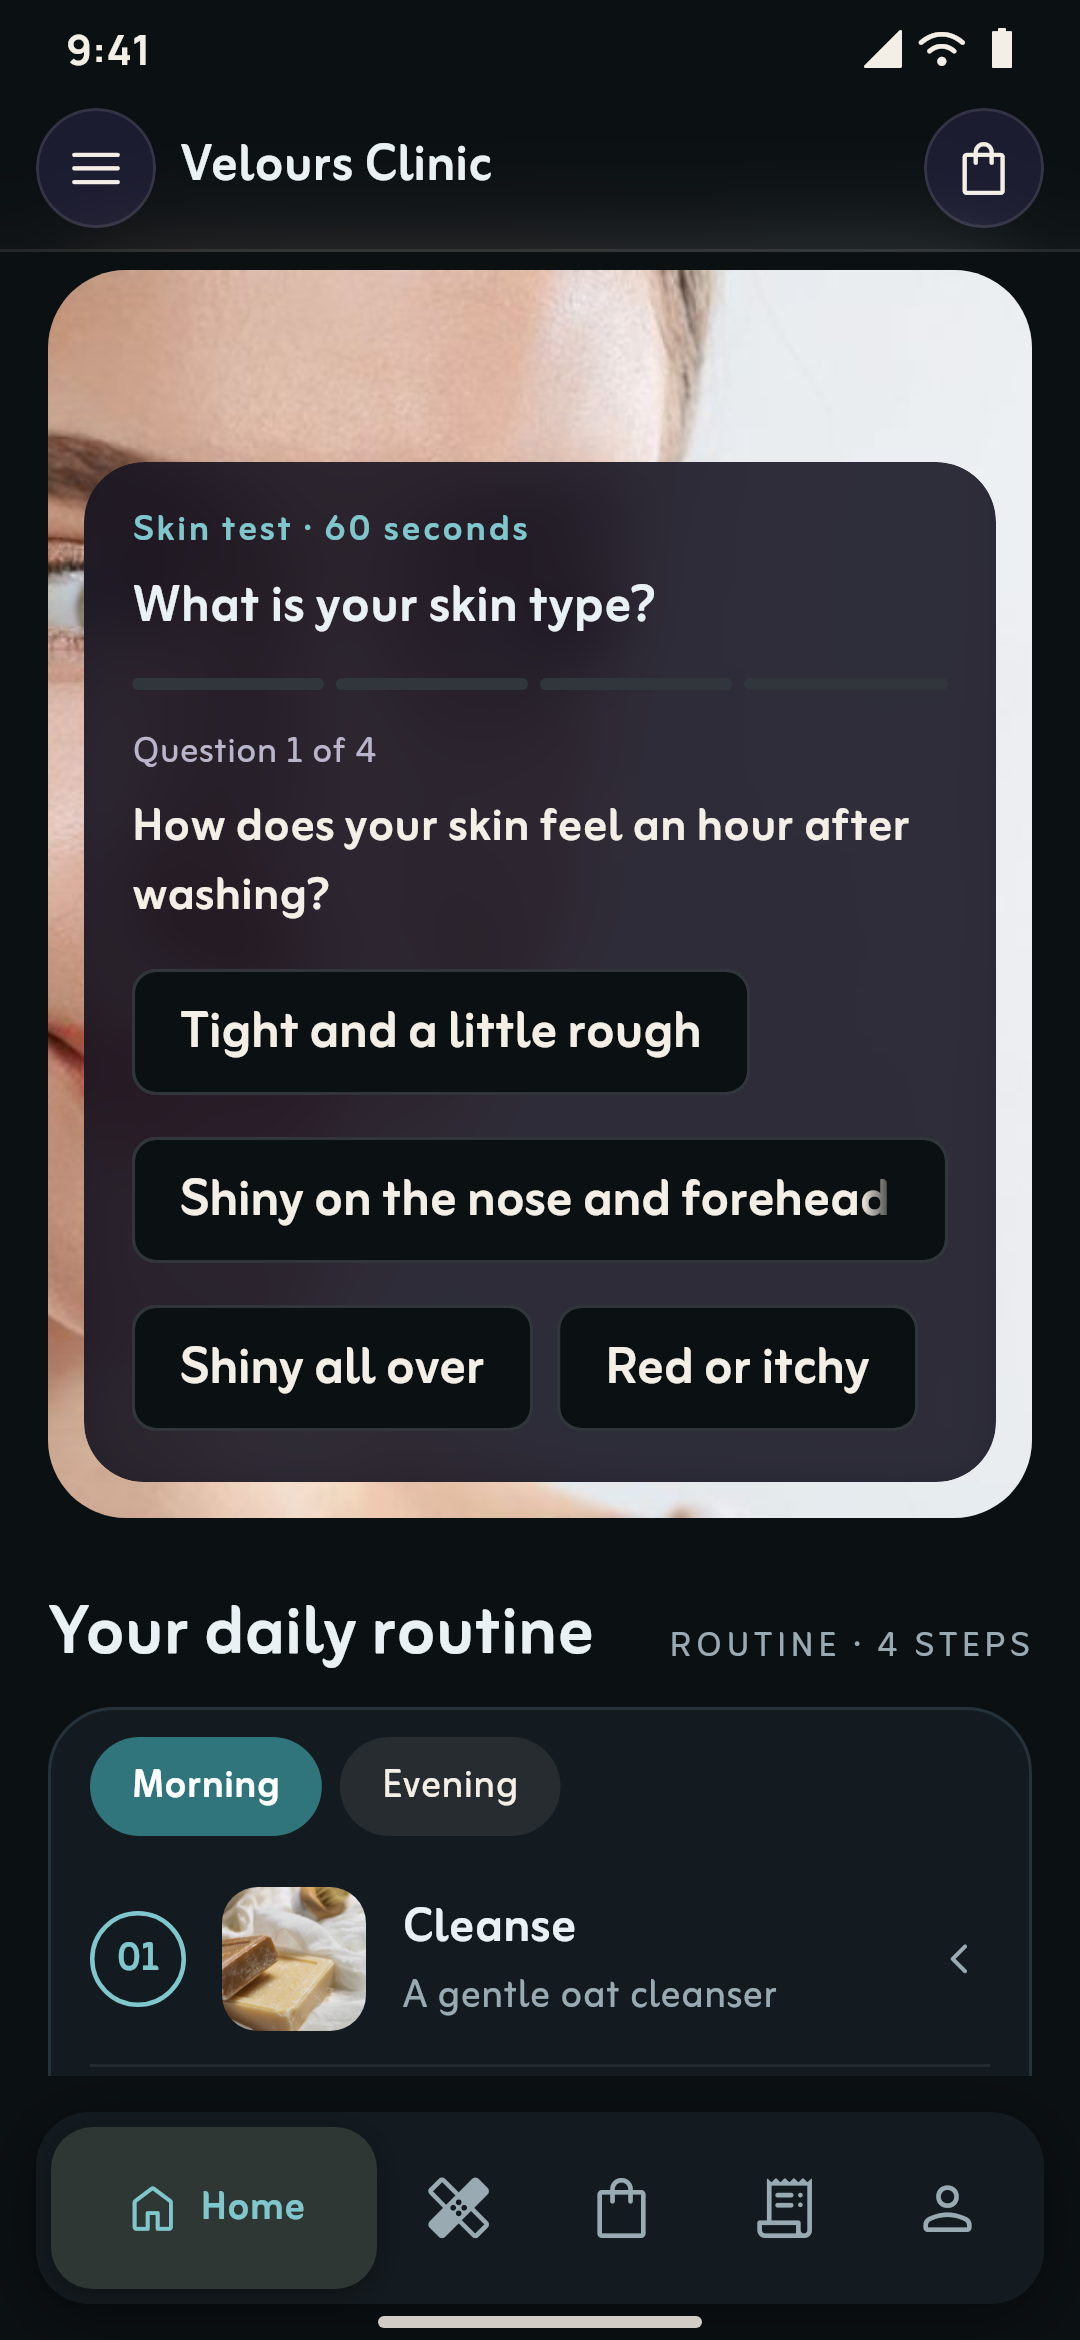 9:41
Velours Clinic
Skin test · 60 seconds
What is your skin type?
Question 1 of 4
How does your skin feel an hour after
washing?
Tight and a little rough
Shiny on the nose and forehead
Shiny all over
Red or itchy
Your daily routine
ROUTINE · 4 STEPS
Morning
Evening
01
Cleanse
A gentle oat cleanser
Home